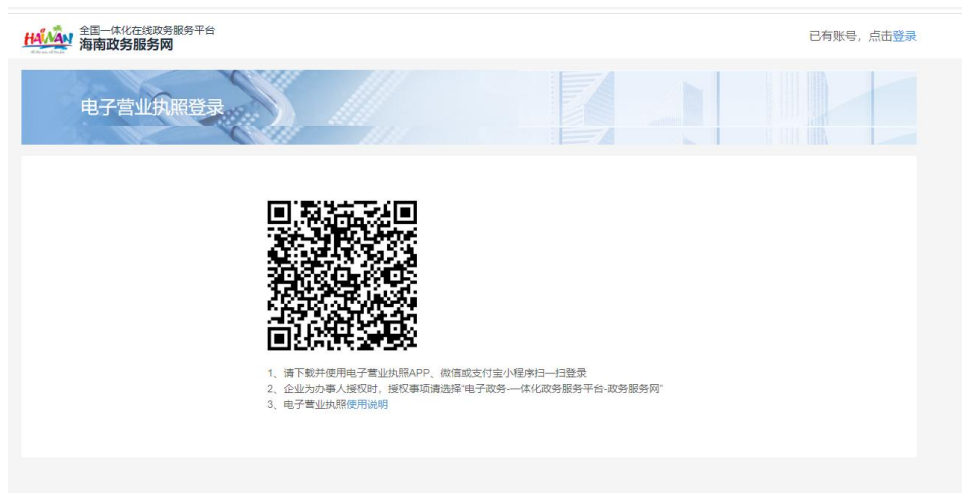 HAiNAN
全国一体化在线政务服务平台
海南政务服务网
已有账号，点击登录
电子营业执照登录
1、请下载并使用电子营业执照APP、微信或支付宝小程序扫一扫登录
2、企业为办事人授权时，授权事项请选择“电子政务-一体化政务服务平台-政务服务网”
3、电子营业执照使用说明